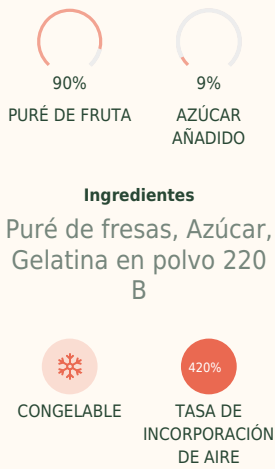 90%
9%
PURÉ DE FRUTA
AZÚCAR
AÑADIDO
Ingredientes
Puré de fresas, Azúcar,
Gelatina en polvo 220
B
420%
CONGELABLE
TASA DE
INCORPORACIÓN
DE AIRE